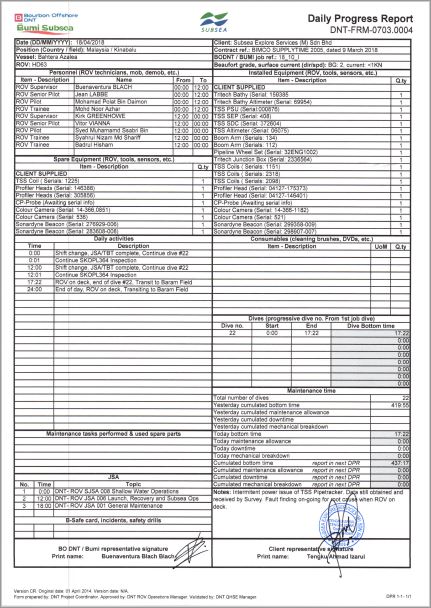 Bourbon Offshore DNT
Bumi Subsea
SUBSEA
Daily Progress Report
DNT-FRM-0703.0004
Date (DD/MM/YYYY): 18/04/2018
Position (Country / Field): Malaysia / Kinabalu
Vessel: Bahtera Azalea
ROV: HD63
Client: Subsea Explore Services (M) Sdn Bhd
Contract ref.: BIMCO SUPPLYTIME 2005, dated 9 March 2018
BODNT / BUMI job ref.: 18_10_I
Beaufort grade, surface current (dir/spd): BG: 2, current: <1KN
Personnel (ROV technicians, mob, demob, etc.)
Item - Description Name From To
ROV Supervisor Buenaventura BLACH 00:00 12:00
ROV Senior Pilot Jean LABBE 00:00 12:00
ROV Pilot Mohamad Polat Bin Daimon 00:00 12:00
ROV Trainee Mohd Noor Azhar 00:00 12:00
ROV Supervisor Kirk GREENHOWE 12:00 00:00
ROV Senior Pilot Vitor VIANNA 12:00 00:00
ROV Pilot Syed Muhamamd Ssabri Bin 12:00 00:00
ROV Trainee Syahrul Nizam Md Shariff 12:00 00:00
ROV Trainee Badrul Hisham 12:00 00:00
Spare Equipment (ROV, tools, sensors, etc.)
Item - Description Q.ty
CLIENT SUPPLIED
TSS Coil ( Serials: 1225) 1
Profiler Heads (Serial: 146388) 1
Profiler Heads (Serial: 305856) 1
CP-Probe (Awaiting serial info) 1
Colour Camera (Serial: 14-366,0851) 1
Colour Camera (Serial: 536) 1
Sonardyne Beacon (Serial: 276929-006) 1
Sonardyne Beacon (Serial: 283608-008) 1
Installed Equipment (ROV, tools, sensors, etc.)
Item - Description Q.ty
CLIENT SUPPLIED
Tritech Bathy (Serial: 159385 1
Tritech Bathy Altimeter (Serial: 69954) 1
TSS PSU (Serial:000876) 1
TSS SEP (Serial: 408) 1
TSS SDC (Serial: 372604) 1
TSS Altimeter (Serial: 06075) 1
Boom Arm (Serials: 134) 1
Boom Arm (Serials: 112) 1
Pipeline Wheel Set (Serial: 32ENG1002) 1
Tritech Junction Box (Serial: 2336564) 1
TSS Coils ( Serials: 1151) 1
TSS Coils ( Serials: 2318) 1
TSS Coils ( Serials: 2098) 1
Profiler Head (Serial: 04127-175373) 1
Profiler Head (Serial: 04127-146401) 1
CP-Probe (Awaiting serial info) 1
Colour Camera (Serial: 14-366-1182) 1
Colour Camera (Serial: 521) 1
Sonardyne Beacon (Serial: 299358-009) 1
Sonardyne Beacon (Serial: 298907-007) 1
Daily activities
Time Description
0:00 Shift change, JSA/TBT complete, Continue dive #22
0:01 Continue SKOPL364 Inspection
12:00 Shift change, JSA/TBT complete, Continue dive #22
12:01 Continue SKOPL364 Inspection
17:22 ROV on deck, end of dive #22, Transit to Baram Field
24:00 End of day, ROV on deck, Transiting to Baram Field
Consumables (cleaning brushes, DVDs, etc.)
Item - Description UoM Q.ty
Dives (progressive dive no. From 1st job dive)
Dive no. Start End Dive Bottom time
22 0:00 17:22 17:22
0:00
0:00
0:00
0:00
0:00
0:00
0:00
Maintenance time
Total number of dives 22
Yesterday cumulated bottom time 419:55
Yesterday cumulated maintenance allowance
Yesterday cumulated downtime
Yesterday cumulated mechanical breakdown
Today bottom time 17:22
Today maintenance allowance 0:00
Today downtime 0:00
Today mechanical breakdown 0:00
Cumulated bottom time report in next DPR 437:17
Cumulated maintenance allowance report in next DPR 0:00
Cumulated downtime report in next DPR 0:00
Cumulated mechanical breakdown report in next DPR 0:00
Maintenance tasks performed & used spare parts
JSA
No. Time Topic
1 0:00 DNT- ROV SJSA 008 Shallow Water Operations
2 12:00 DNT- ROV JSA 006 Launch, Recovery and Subsea Ops
3 18:00 DNT- ROV JSA 001 General Maintenance
B-Safe card, incidents, safety drills
Notes: Intermitent power issue of TSS Pipetracker. Data still obtained and received by Survey. Fault finding on-going for root cause when ROV on deck.
BO DNT / Bumi representative signature
Print name: Buenaventura Blach Blach
Client representative signature
Print name: Tengku Ahmad Izarul
Version CR: Original date: 01 April 2014 Version date: N/A.
Form prepared by: DNT Project Coordinator, Approved by: DNT ROV Operations Manager. Validated by: DNT QHSE Manager.
DPR 1-1 - 1/1